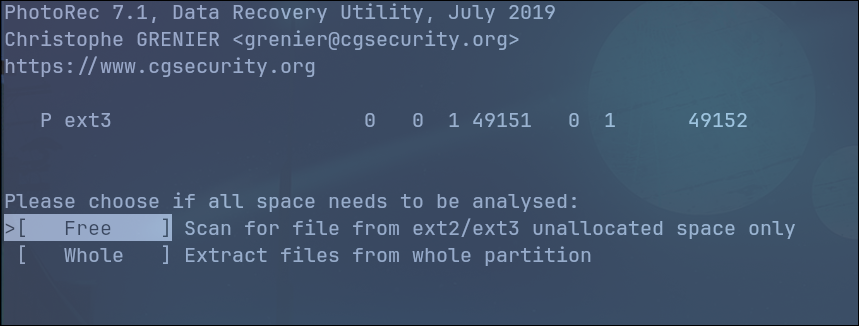 PhotoRec 7.1, Data Recovery Utility, July 2019
Christophe GRENIER <grenier@cgsecurity.org>
https://www.cgsecurity.org
P ext3 0 0 1 49151 0 1 49152
Please choose if all space needs to be analysed:
>[ Free ] Scan for file from ext2/ext3 unallocated space only
[ Whole ] Extract files from whole partition